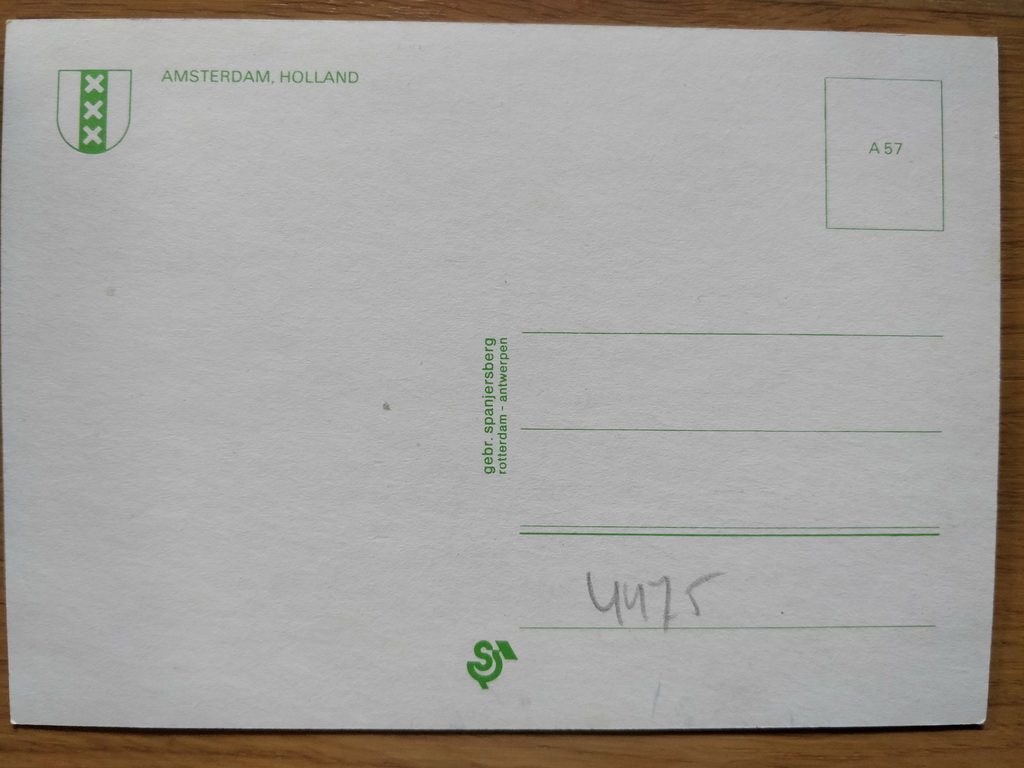 AMSTERDAM, HOLLAND
A 57
gebr. spanjersberg
rotterdam - antwerpen
4475